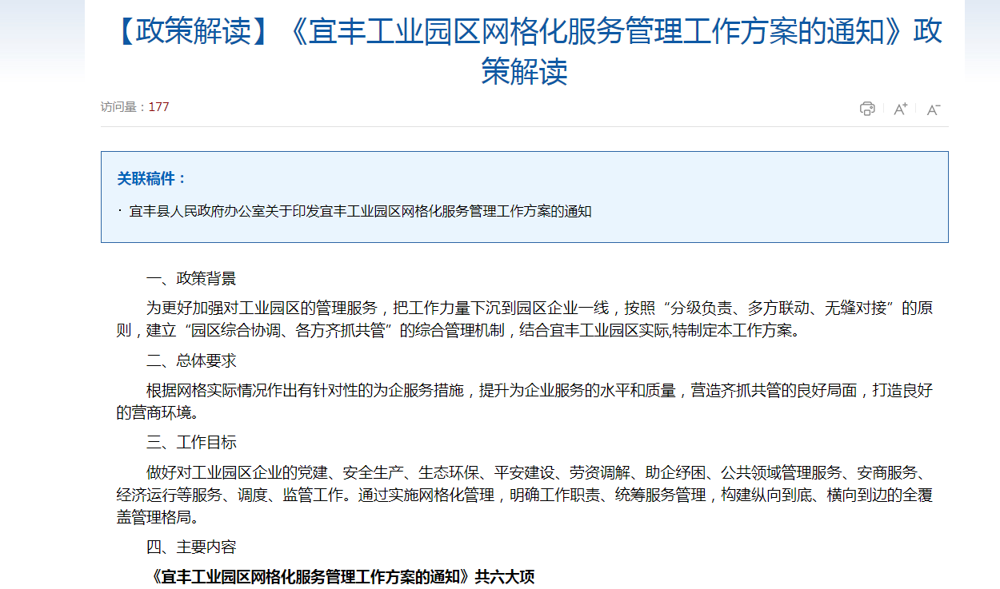 【政策解读】《宜丰工业园区网格化服务管理工作方案的通知》政
策解读
访问量：177
A+ A-
关联稿件：
· 宜丰县人民政府办公室关于印发宜丰工业园区网格化服务管理工作方案的通知
一、政策背景
为更好加强对工业园区的管理服务，把工作力量下沉到园区企业一线，按照“分级负责、多方联动、无缝对接”的原
则，建立“园区综合协调、各方齐抓共管”的综合管理机制，结合宜丰工业园区实际,特制定本工作方案。
二、总体要求
根据网格实际情况作出有针对性的为企服务措施，提升为企业服务的水平和质量，营造齐抓共管的良好局面，打造良好
的营商环境。
三、工作目标
做好对工业园区企业的党建、安全生产、生态环保、平安建设、劳资调解、助企纾困、公共领域管理服务、安商服务、
经济运行等服务、调度、监管工作。通过实施网格化管理，明确工作职责、统筹服务管理，构建纵向到底、横向到边的全覆
盖管理格局。
四、主要内容
《宜丰工业园区网格化服务管理工作方案的通知》共六大项